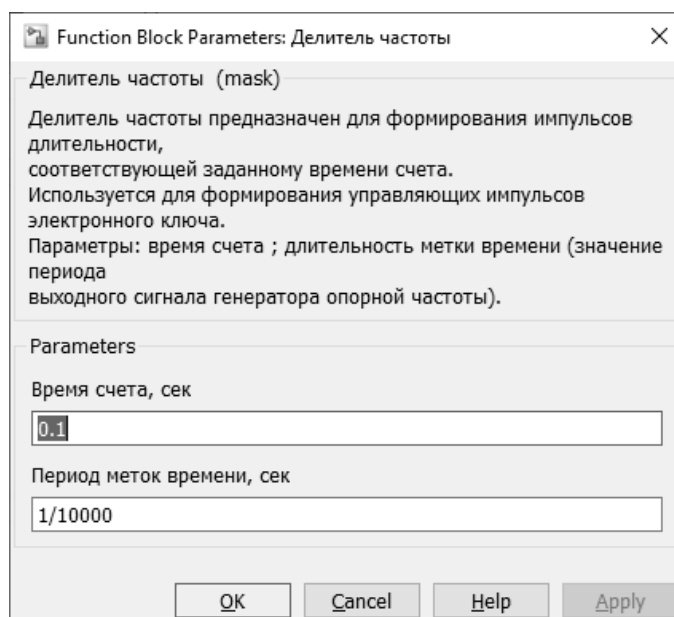 Function Block Parameters: Делитель частоты
Делитель частоты (mask)
Делитель частоты предназначен для формирования импульсов
длительности,
соответствующей заданному времени счета.
Используется для формирования управляющих импульсов
электронного ключа.
Параметры: время счета ; длительность метки времени (значение
периода
выходного сигнала генератора опорной частоты).
Parameters
Время счета, сек
0.1
Период меток времени, сек
1/10000
OK Cancel Help Apply